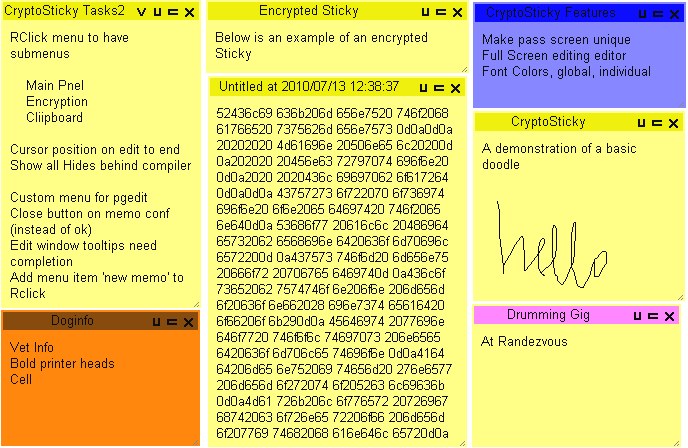 CryptoSticky Tasks2
RClick menu to have
submenus
Main Pnel
Encryption
Cliipboard
Cursor position on edit to end
Show all Hides behind compiler
Custom menu for pgedit
Close button on memo conf
(instead of ok)
Edit window tooltips need
completion
Add menu item 'new memo' to
Rclick
Doginfo
Vet Info
Bold printer heads
Cell
Encrypted Sticky
Below is an example of an encrypted
Sticky
Untitled at 2010/07/13 12:38:37
52436c69 636b206d 656e7520 746f2068
61766520 7375626d 656e7573 0d0a0d0a
20202020 4d61696e 20506e65 6c20200d
0a202020 20456e63 72797074 696f6e20
0d0a2020 2020436c 69697062 6f617264
0d0a0d0a 43757273 6f722070 6f736974
696f6e20 6f6e2065 64697420 746f2065
6e640d0a 53686f77 20616c6c 20486964
65732062 6568696e 6420636f 6d70696c
6572200d 0a437573 746f6d20 6d656e75
20666f72 20706765 6469740d 0a436c6f
73652062 7574746f 6e206f6e 206d656d
6f20636f 6e662028 696e7374 65616420
6f66206f 6b290d0a 45646974 2077696e
646f7720 746f6f6c 74697073 206e6565
6420636f 6d706c65 74696f6e 0d0a4164
64206d65 6e752069 74656d20 276e6577
206d656d 6f272074 6f205263 6c69636b
0d0a4d61 726b206c 6f776572 20726967
68742063 6f726e65 72206f66 206d656d
6f207769 74682068 616e646c 65720d0a
CryptoSticky Features
Make pass screen unique
Full Screen editing editor
Font Colors, global, individual
CryptoSticky
A demonstration of a basic
doodle
hello
Drumming Gig
At Randezvous